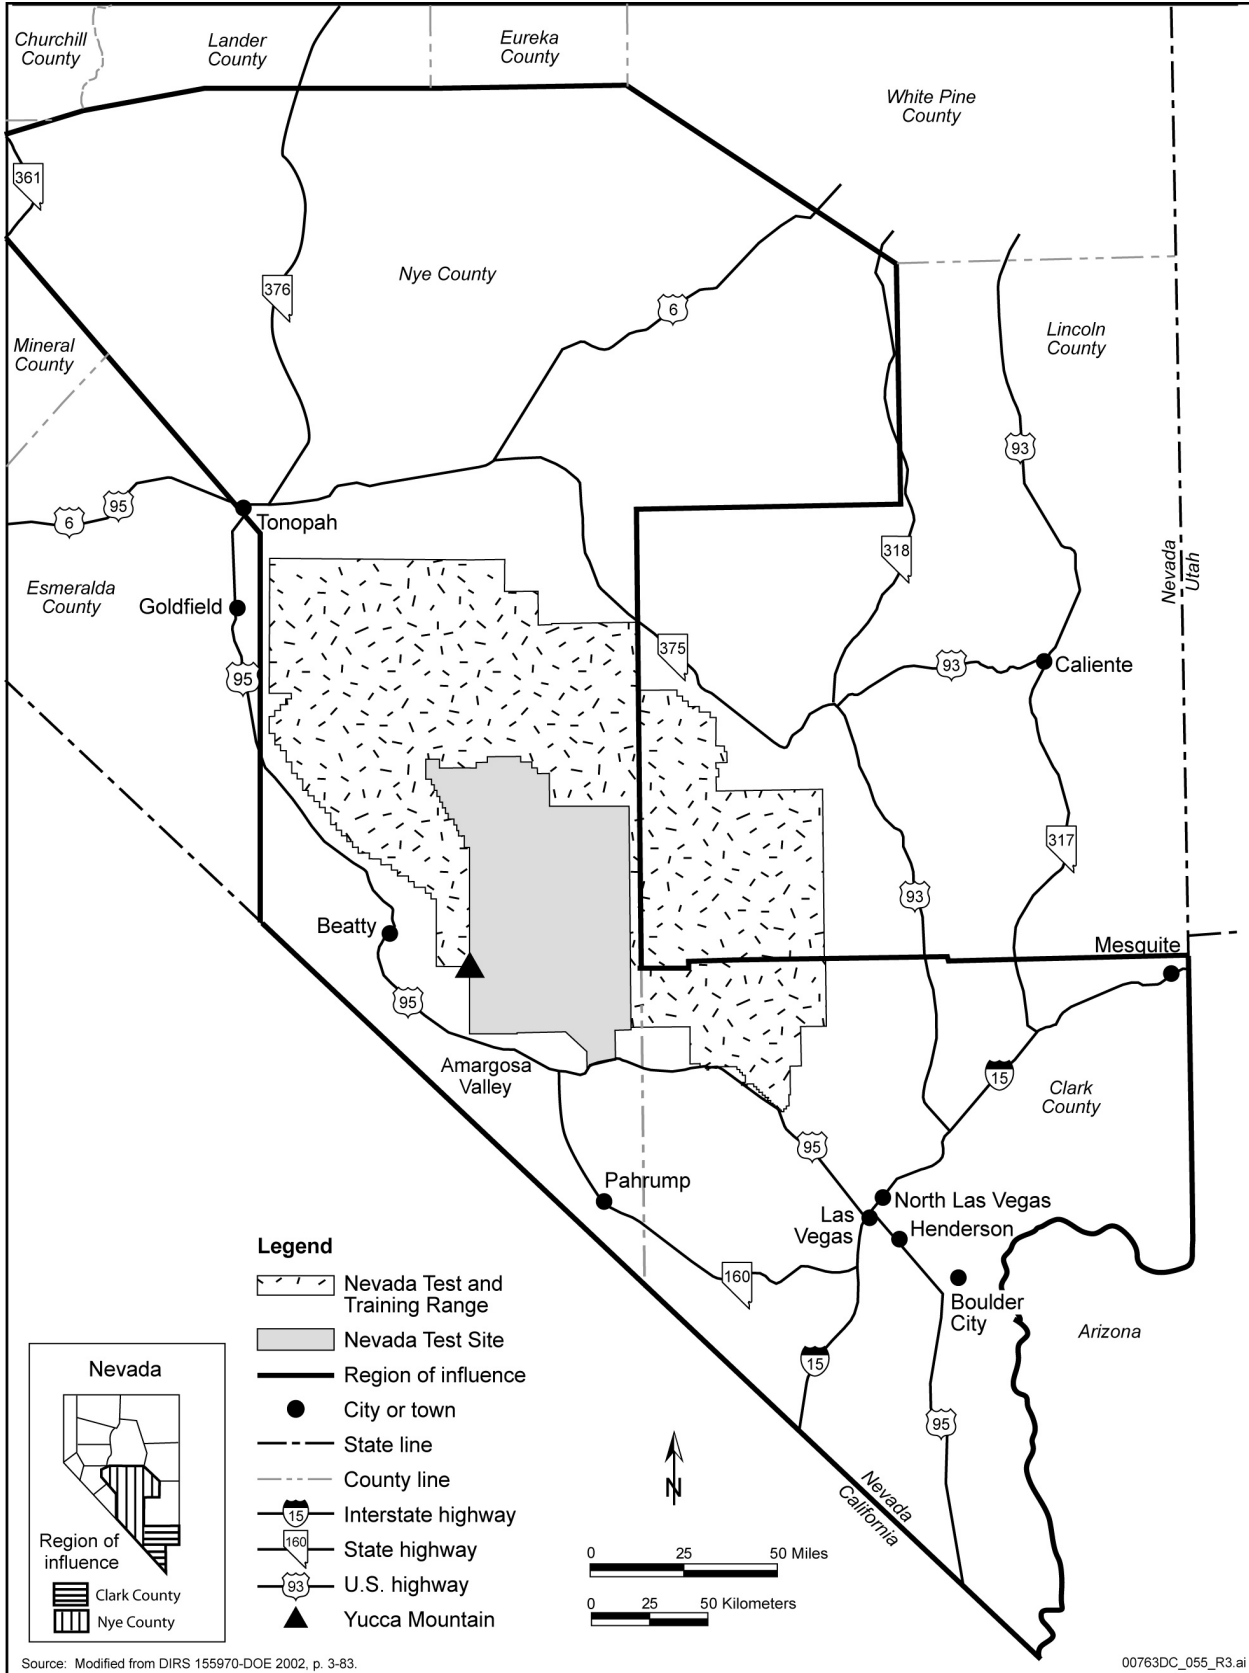 Churchill
County
Lander
County
Eureka
County
White Pine
County
361
376
Nye County
6
Mineral
County
Lincoln
County
93
95
6
Tonopah
318
Nevada
Utah
Esmeralda
County
Goldfield
375
95
93
Caliente
317
93
Beatty
Mesquite
95
Amargosa
Valley
15
Clark
County
95
Pahrump
North Las Vegas
Las
Vegas
Henderson
160
Boulder
City
Arizona
15
95
Nevada
California
Legend
Nevada Test and
Training Range
Nevada Test Site
Region of influence
City or town
State line
County line
15 Interstate highway
160 State highway
93 U.S. highway
Yucca Mountain
Nevada
Region of
influence
Clark County
Nye County
N
0 25 50 Miles
0 25 50 Kilometers
Source: Modified from DIRS 155970-DOE 2002, p. 3-83.
00763DC_055_R3.ai